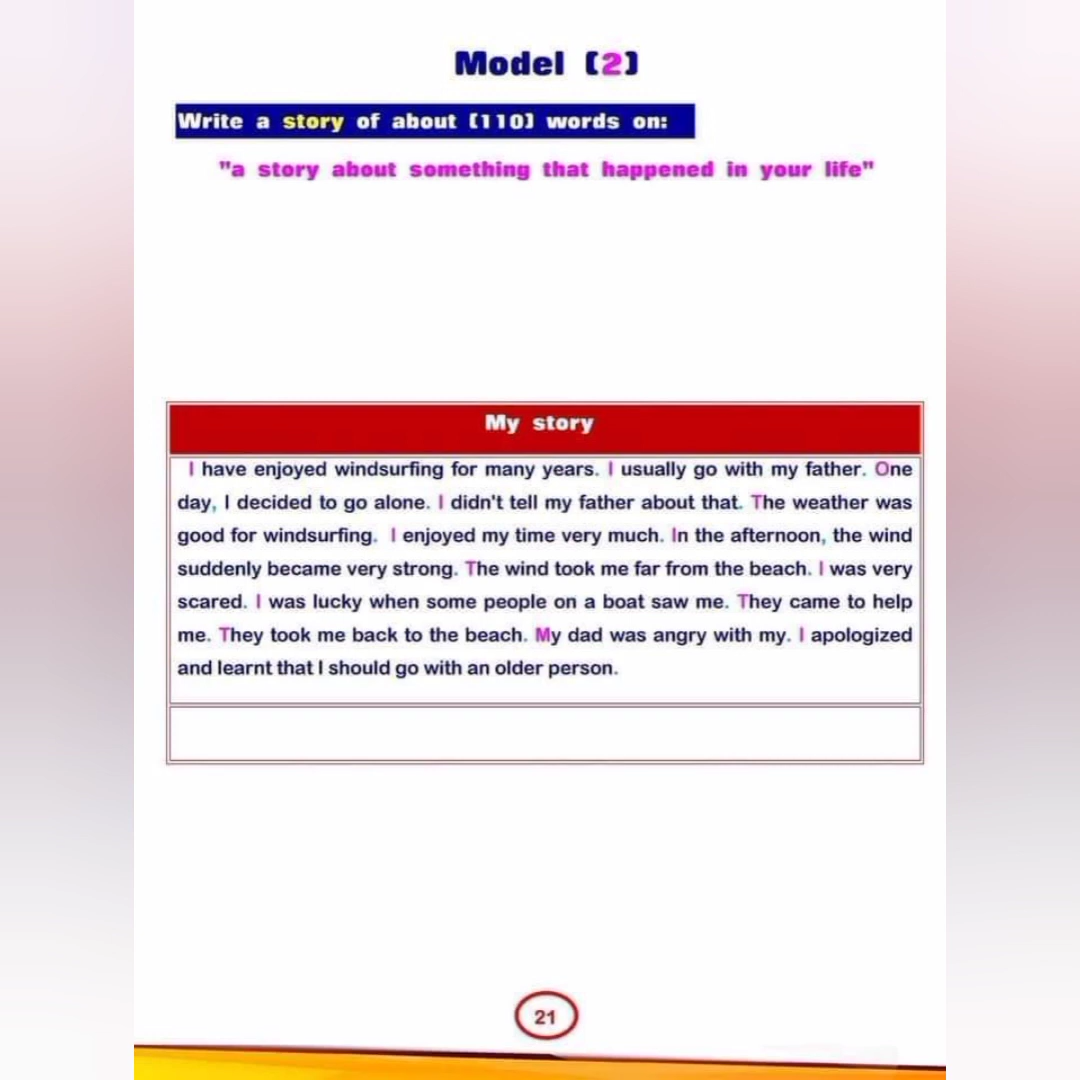 Model (2)
Write a story of about (110) words on:
"a story about something that happened in your life"
My story
I have enjoyed windsurfing for many years. I usually go with my father. One
day, I decided to go alone. I didn't tell my father about that. The weather was
good for windsurfing. I enjoyed my time very much. In the afternoon, the wind
suddenly became very strong. The wind took me far from the beach. I was very
scared. I was lucky when some people on a boat saw me. They came to help
me. They took me back to the beach. My dad was angry with my. I apologized
and learnt that I should go with an older person.
21